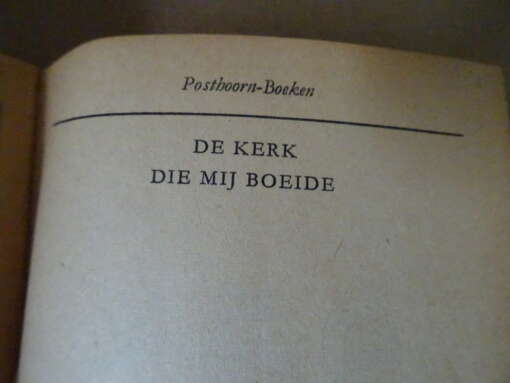 Posthoorn-Boeken
DE KERK
DIE MIJ BOEIDE